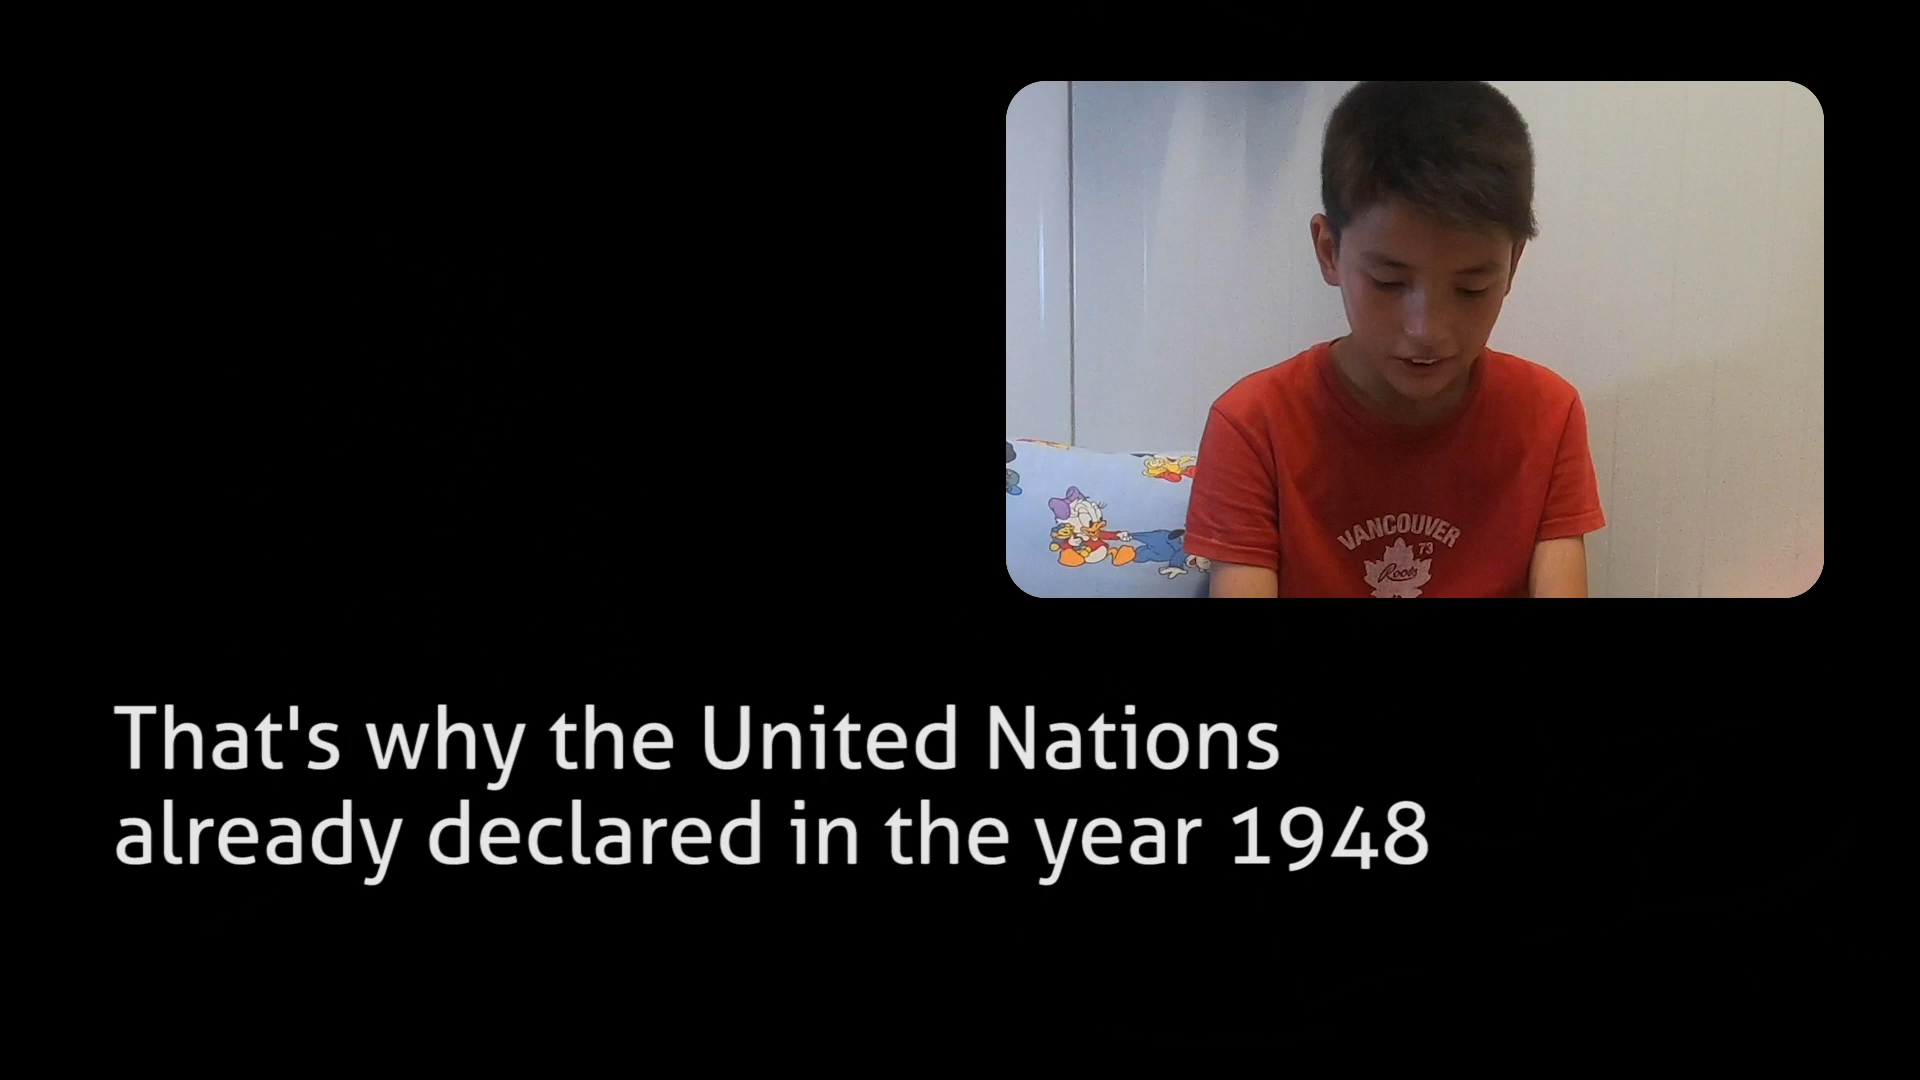 VANCOUVER
73
Roots
That's why the United Nations
already declared in the year 1948